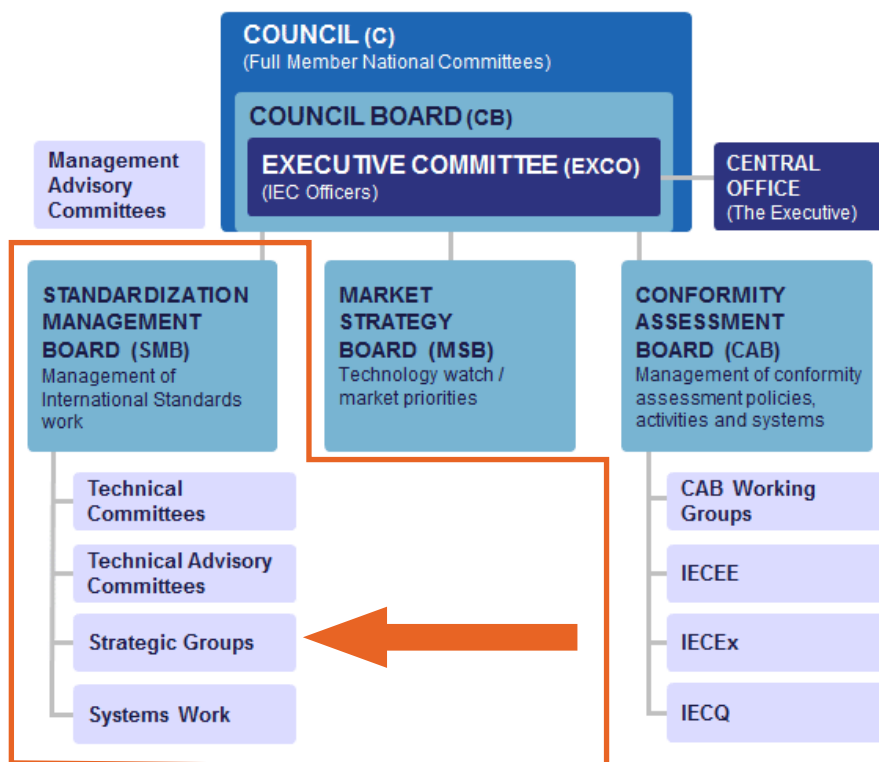 COUNCIL (C)
(Full Member National Committees)
COUNCIL BOARD (CB)
EXECUTIVE COMMITTEE (EXCO)
(IEC Officers)
Management
Advisory
Committees
CENTRAL
OFFICE
(The Executive)
STANDARDIZATION
MANAGEMENT
BOARD (SMB)
Management of
International Standards
work
MARKET
STRATEGY
BOARD (MSB)
Technology watch /
market priorities
CONFORMITY
ASSESSMENT
BOARD (CAB)
Management of conformity
assessment policies,
activities and systems
Technical
Committees
Technical Advisory
Committees
Strategic Groups
Systems Work
CAB Working
Groups
IECEE
IECEx
IECQ